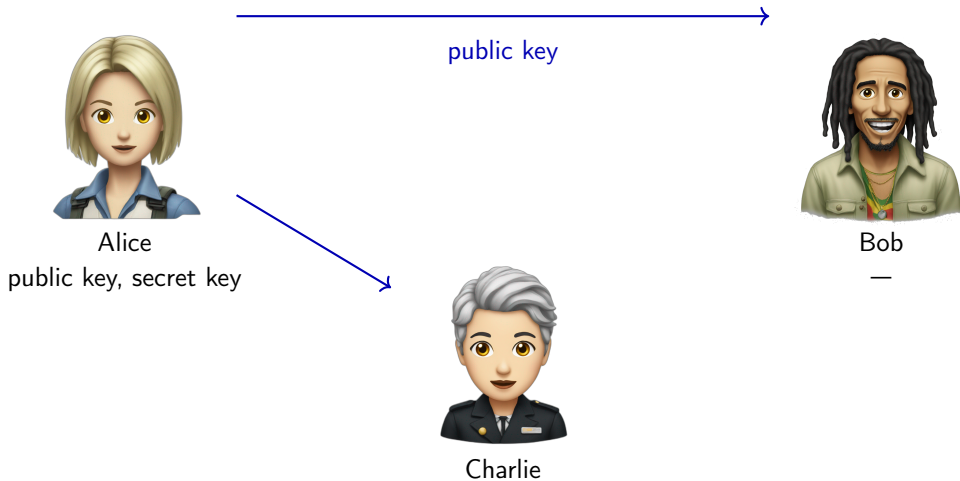 public key
Alice
Bob
public key, secret key
—
Charlie